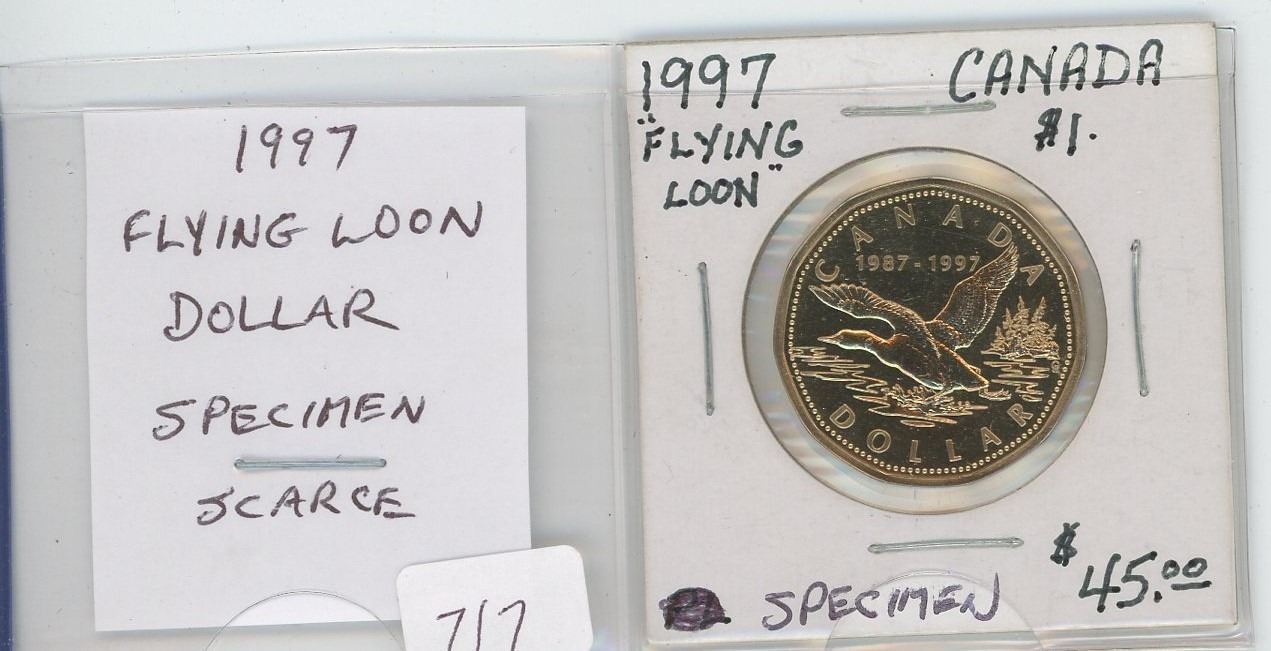 1997
FLYING LOON
DOLLAR
SPECIMEN
SCARCE
717
1997 CANADA
"FLYING $1.
LOON"
CANADA
1987-1997
DOLLAR
$45.00
SPECIMEN